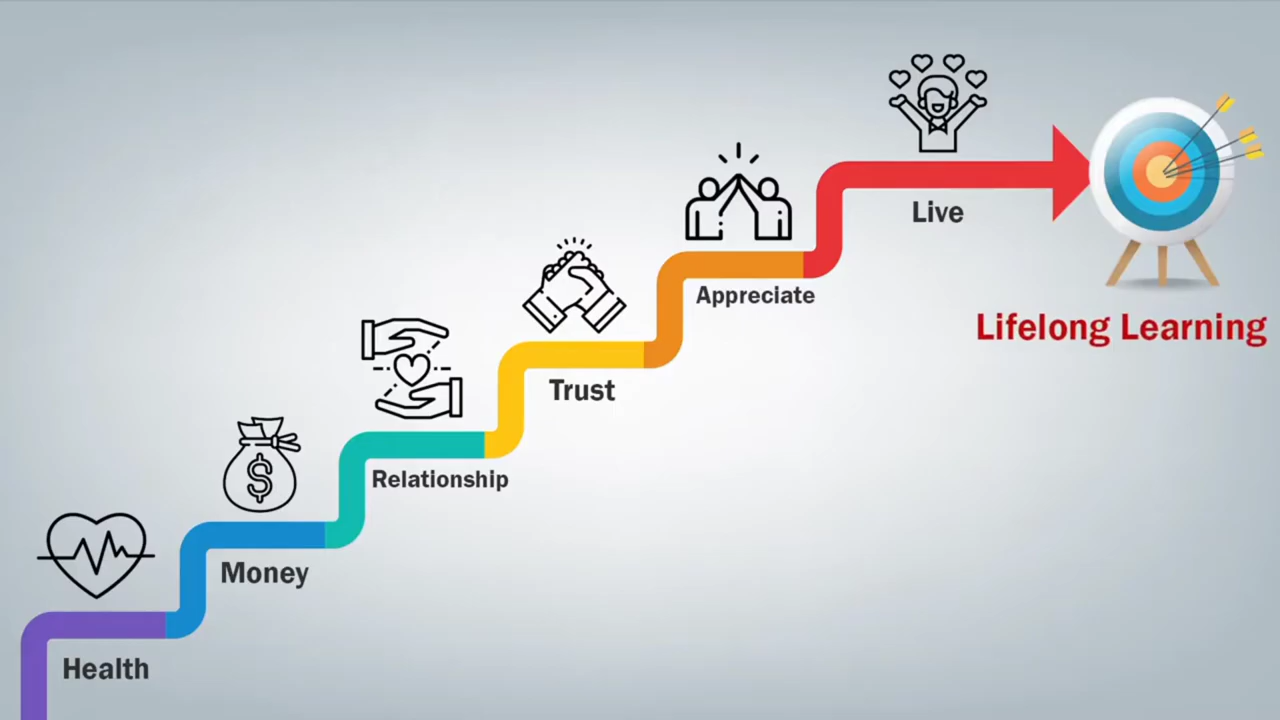 Health
Money
Relationship
Trust
Appreciate
Live
Lifelong Learning
$